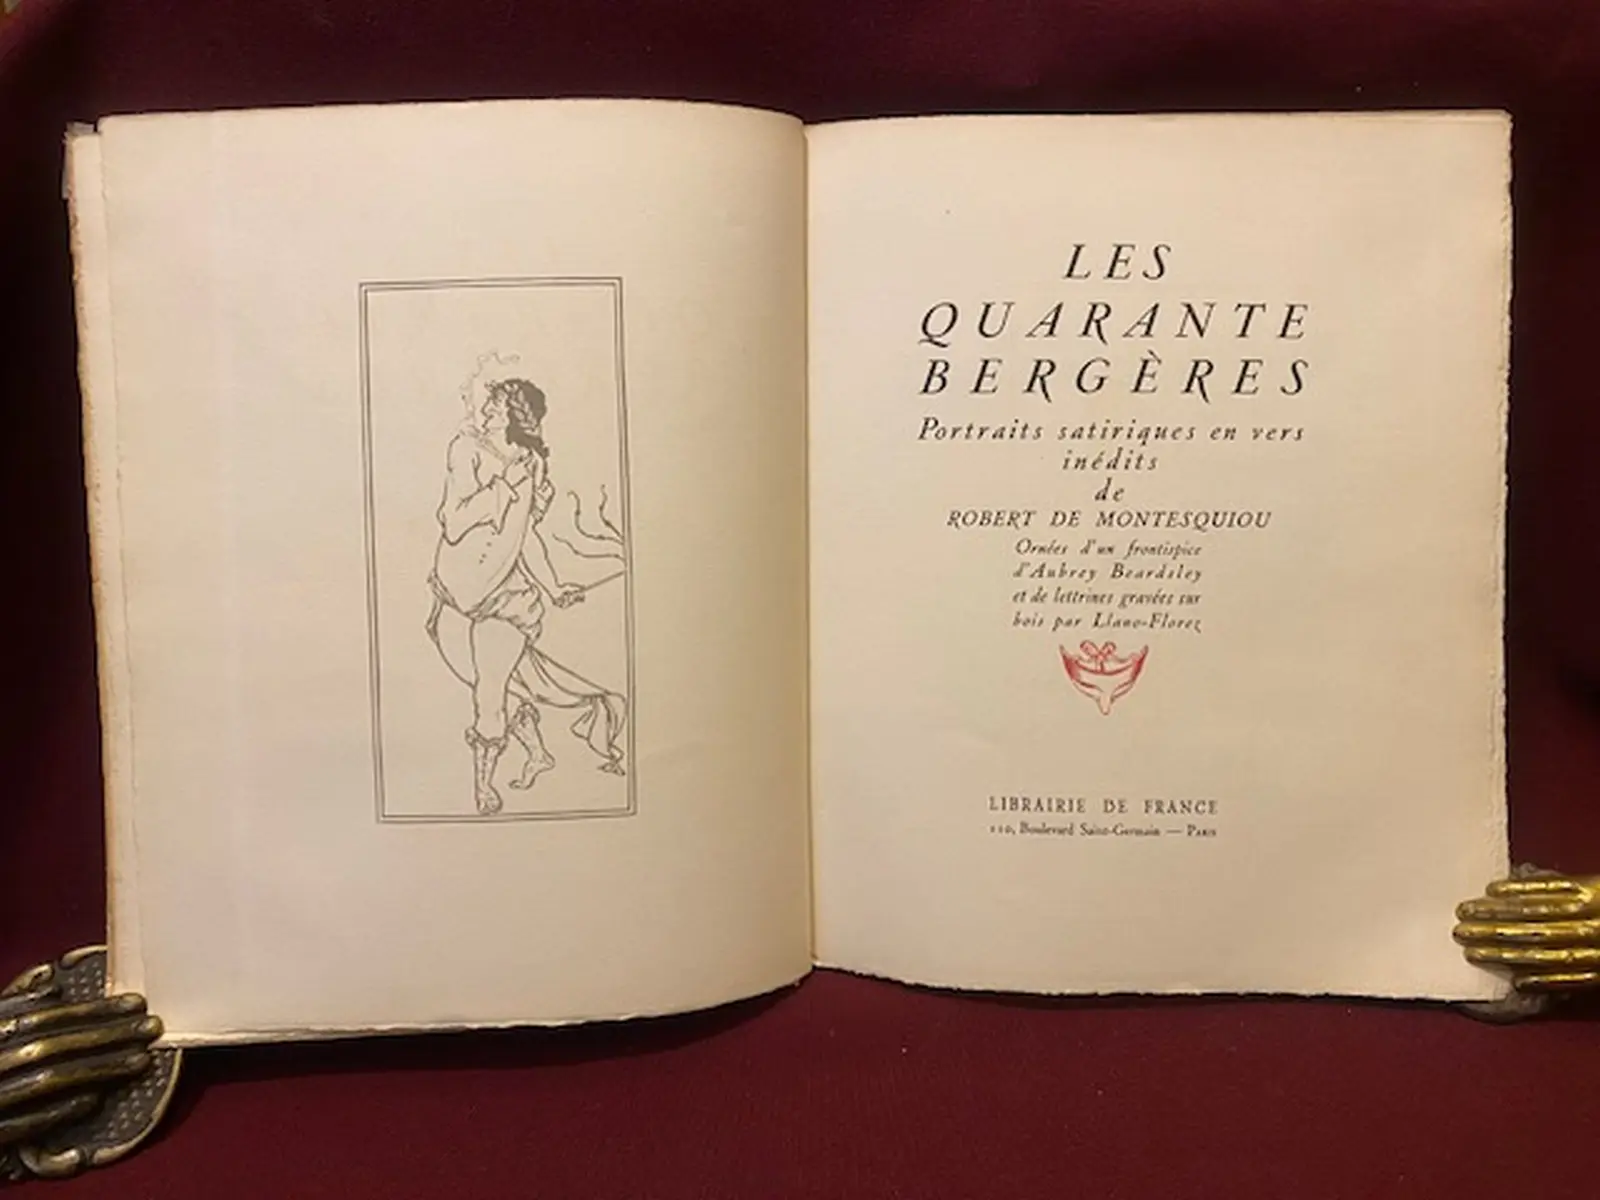 LES
QUARANTE
BERGÈRES
Portraits satiriques en vers
inédits
de
ROBERT DE MONTESQUIOU
Ornées d'un frontispice
d'Aubrey Beardsley
et de lettrines gravées sur
bois par Llano-Florez
LIBRAIRIE DE FRANCE
110, Boulevard Saint-Germain — PARIS